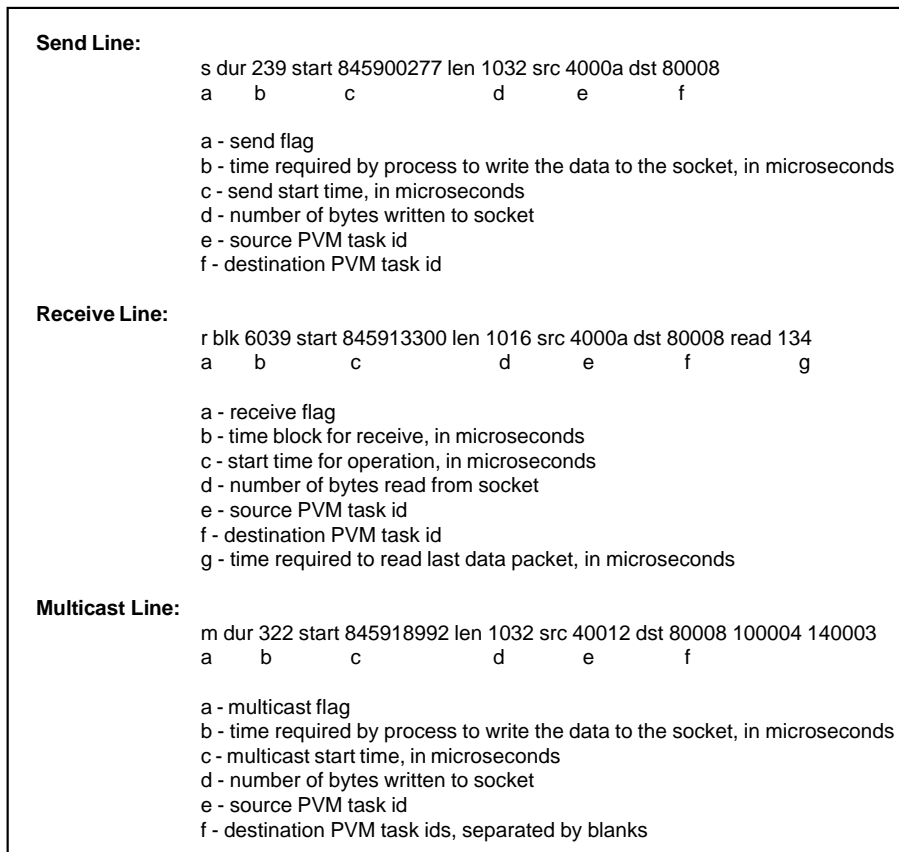 Send Line:
s dur 239 start 845900277 len 1032 src 4000a dst 80008
a b c d e f
a - send flag
b - time required by process to write the data to the socket, in microseconds
c - send start time, in microseconds
d - number of bytes written to socket
e - source PVM task id
f - destination PVM task id
Receive Line:
r blk 6039 start 845913300 len 1016 src 4000a dst 80008 read 134
a b c d e f g
a - receive flag
b - time block for receive, in microseconds
c - start time for operation, in microseconds
d - number of bytes read from socket
e - source PVM task id
f - destination PVM task id
g - time required to read last data packet, in microseconds
Multicast Line:
m dur 322 start 845918992 len 1032 src 40012 dst 80008 100004 140003
a b c d e f
a - multicast flag
b - time required by process to write the data to the socket, in microseconds
c - multicast start time, in microseconds
d - number of bytes written to socket
e - source PVM task id
f - destination PVM task ids, separated by blanks